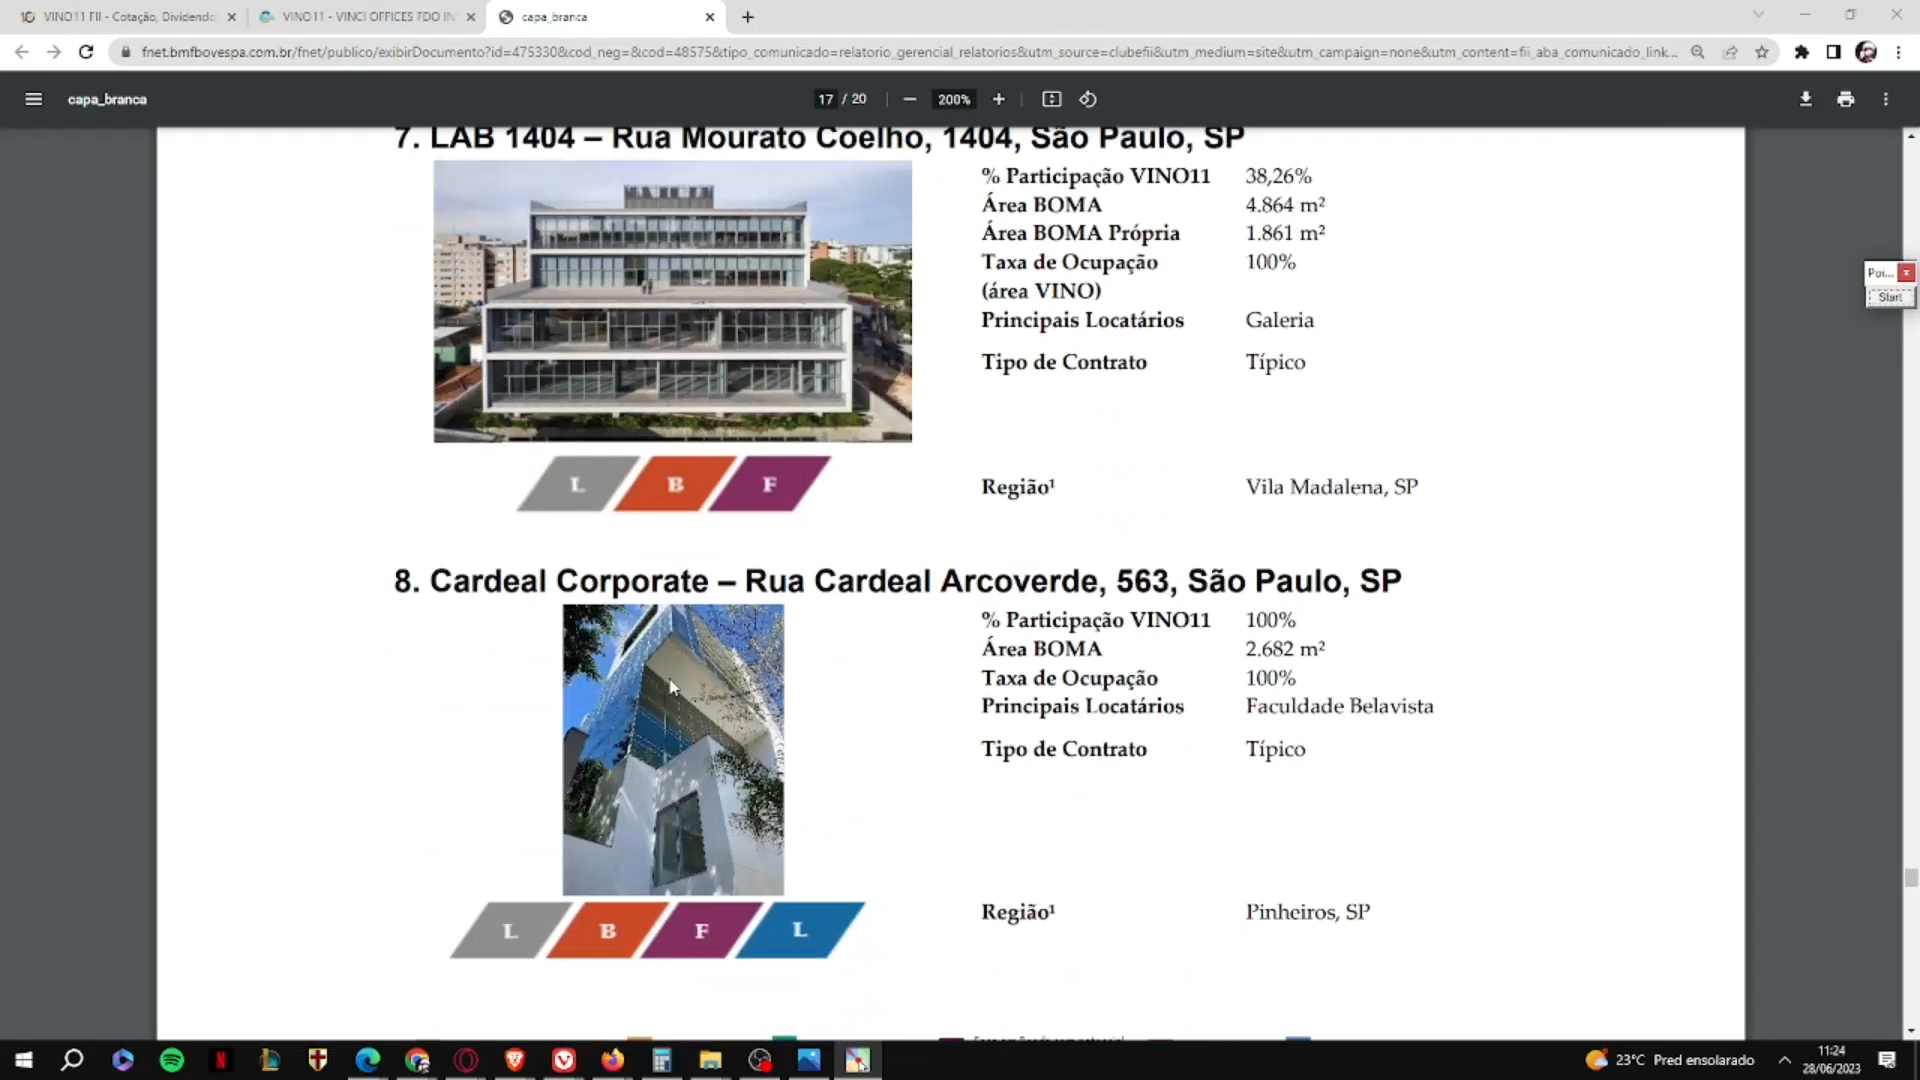 VINO11 FII - Cotação, Dividendo
VINO11 - VINCI OFFICES FDO IN
capa_branca
fnet.bmfbovespa.com.br/fnet/publico/exibirDocumento?id=475330&cod_neg=&cod=48575&tipo_comunicado=relatorio_gerencial_relatorios&utm_source=clubefii&utm_medium=site&utm_campaign=none&utm_content=fii_aba_comunicado_link...
capa_branca
17 / 20
200%
7. LAB 1404 – Rua Mourato Coelho, 1404, São Paulo, SP
% Participação VINO11 38,26%
Área BOMA 4.864 m²
Área BOMA Própria 1.861 m²
Taxa de Ocupação 100%
(área VINO)
Principais Locatários Galeria
Tipo de Contrato Típico
L B F
Região¹ Vila Madalena, SP
8. Cardeal Corporate – Rua Cardeal Arcoverde, 563, São Paulo, SP
% Participação VINO11 100%
Área BOMA 2.682 m²
Taxa de Ocupação 100%
Principais Locatários Faculdade Belavista
Tipo de Contrato Típico
L B F L
Região¹ Pinheiros, SP
Poi...
Start
23°C Pred ensolarado
11:24
28/06/2023